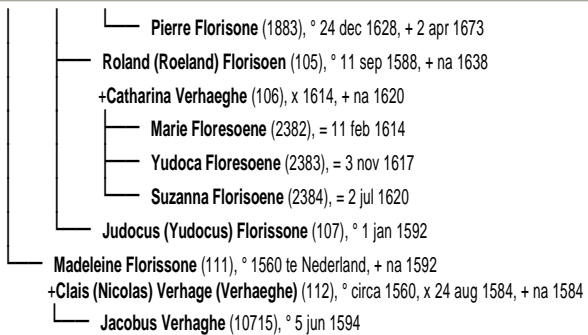 Pierre Florisone (1883), ° 24 dec 1628, + 2 apr 1673
Roland (Roeland) Florisoen (105), ° 11 sep 1588, + na 1638
+Catharina Verhaeghe (106), x 1614, + na 1620
Marie Floresoene (2382), = 11 feb 1614
Yudoca Floresoene (2383), = 3 nov 1617
Suzanna Florisoene (2384), = 2 jul 1620
Judocus (Yudocus) Florissone (107), ° 1 jan 1592
Madeleine Florissone (111), ° 1560 te Nederland, + na 1592
+Clais (Nicolas) Verhage (Verhaeghe) (112), ° circa 1560, x 24 aug 1584, + na 1584
Jacobus Verhaghe (10715), ° 5 jun 1594